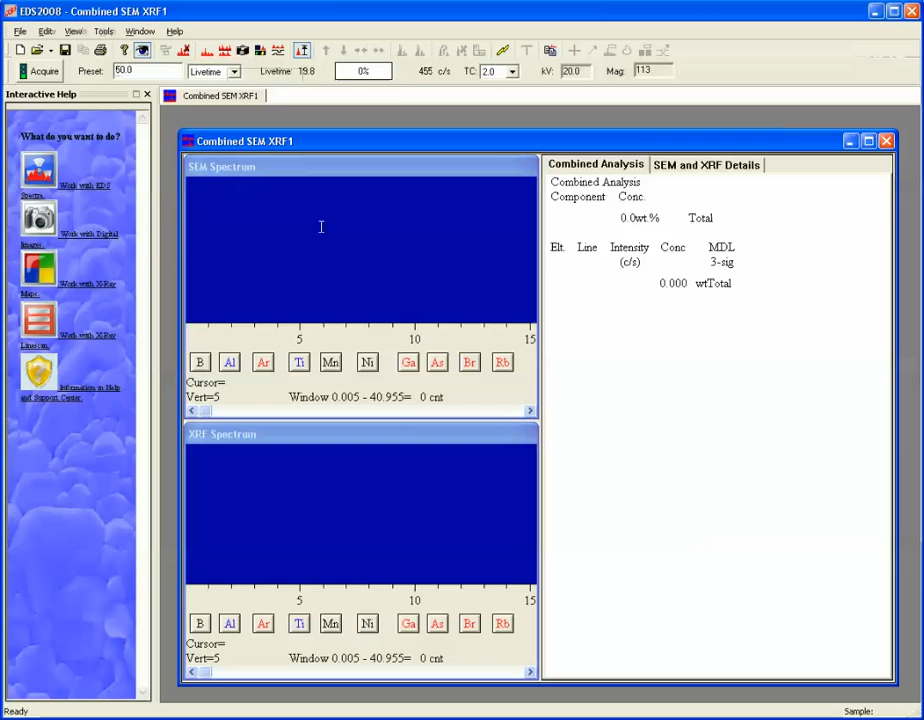 EDS2008 - Combined SEM XRF1
File Edit View Tools Window Help
Acquire Preset: 50.0 Livetime Livetime: 19.8 0% 455 c/s TC: 2.0 kV: 20.0 Mag: 113
Interactive Help
Combined SEM XRF1
What do you want to do?
Work with EDS
Spectra.
Work with Digital
Images.
Work with X-Ray
Maps.
Work with X-Ray
Linescan.
Information in Help
and Support Center.
Combined SEM XRF1
SEM Spectrum
5 10 15
B Al Ar Ti Mn Ni Ga As Br Rb
Cursor=
Vert=5 Window 0.005 - 40.955= 0 cnt
XRF Spectrum
5 10 15
B Al Ar Ti Mn Ni Ga As Br Rb
Cursor=
Vert=5 Window 0.005 - 40.955= 0 cnt
Combined Analysis SEM and XRF Details
Combined Analysis
Component Conc.
0.0wt.% Total
Elt. Line Intensity Conc MDL
(c/s) 3-sig
0.000 wtTotal
Ready Sample: